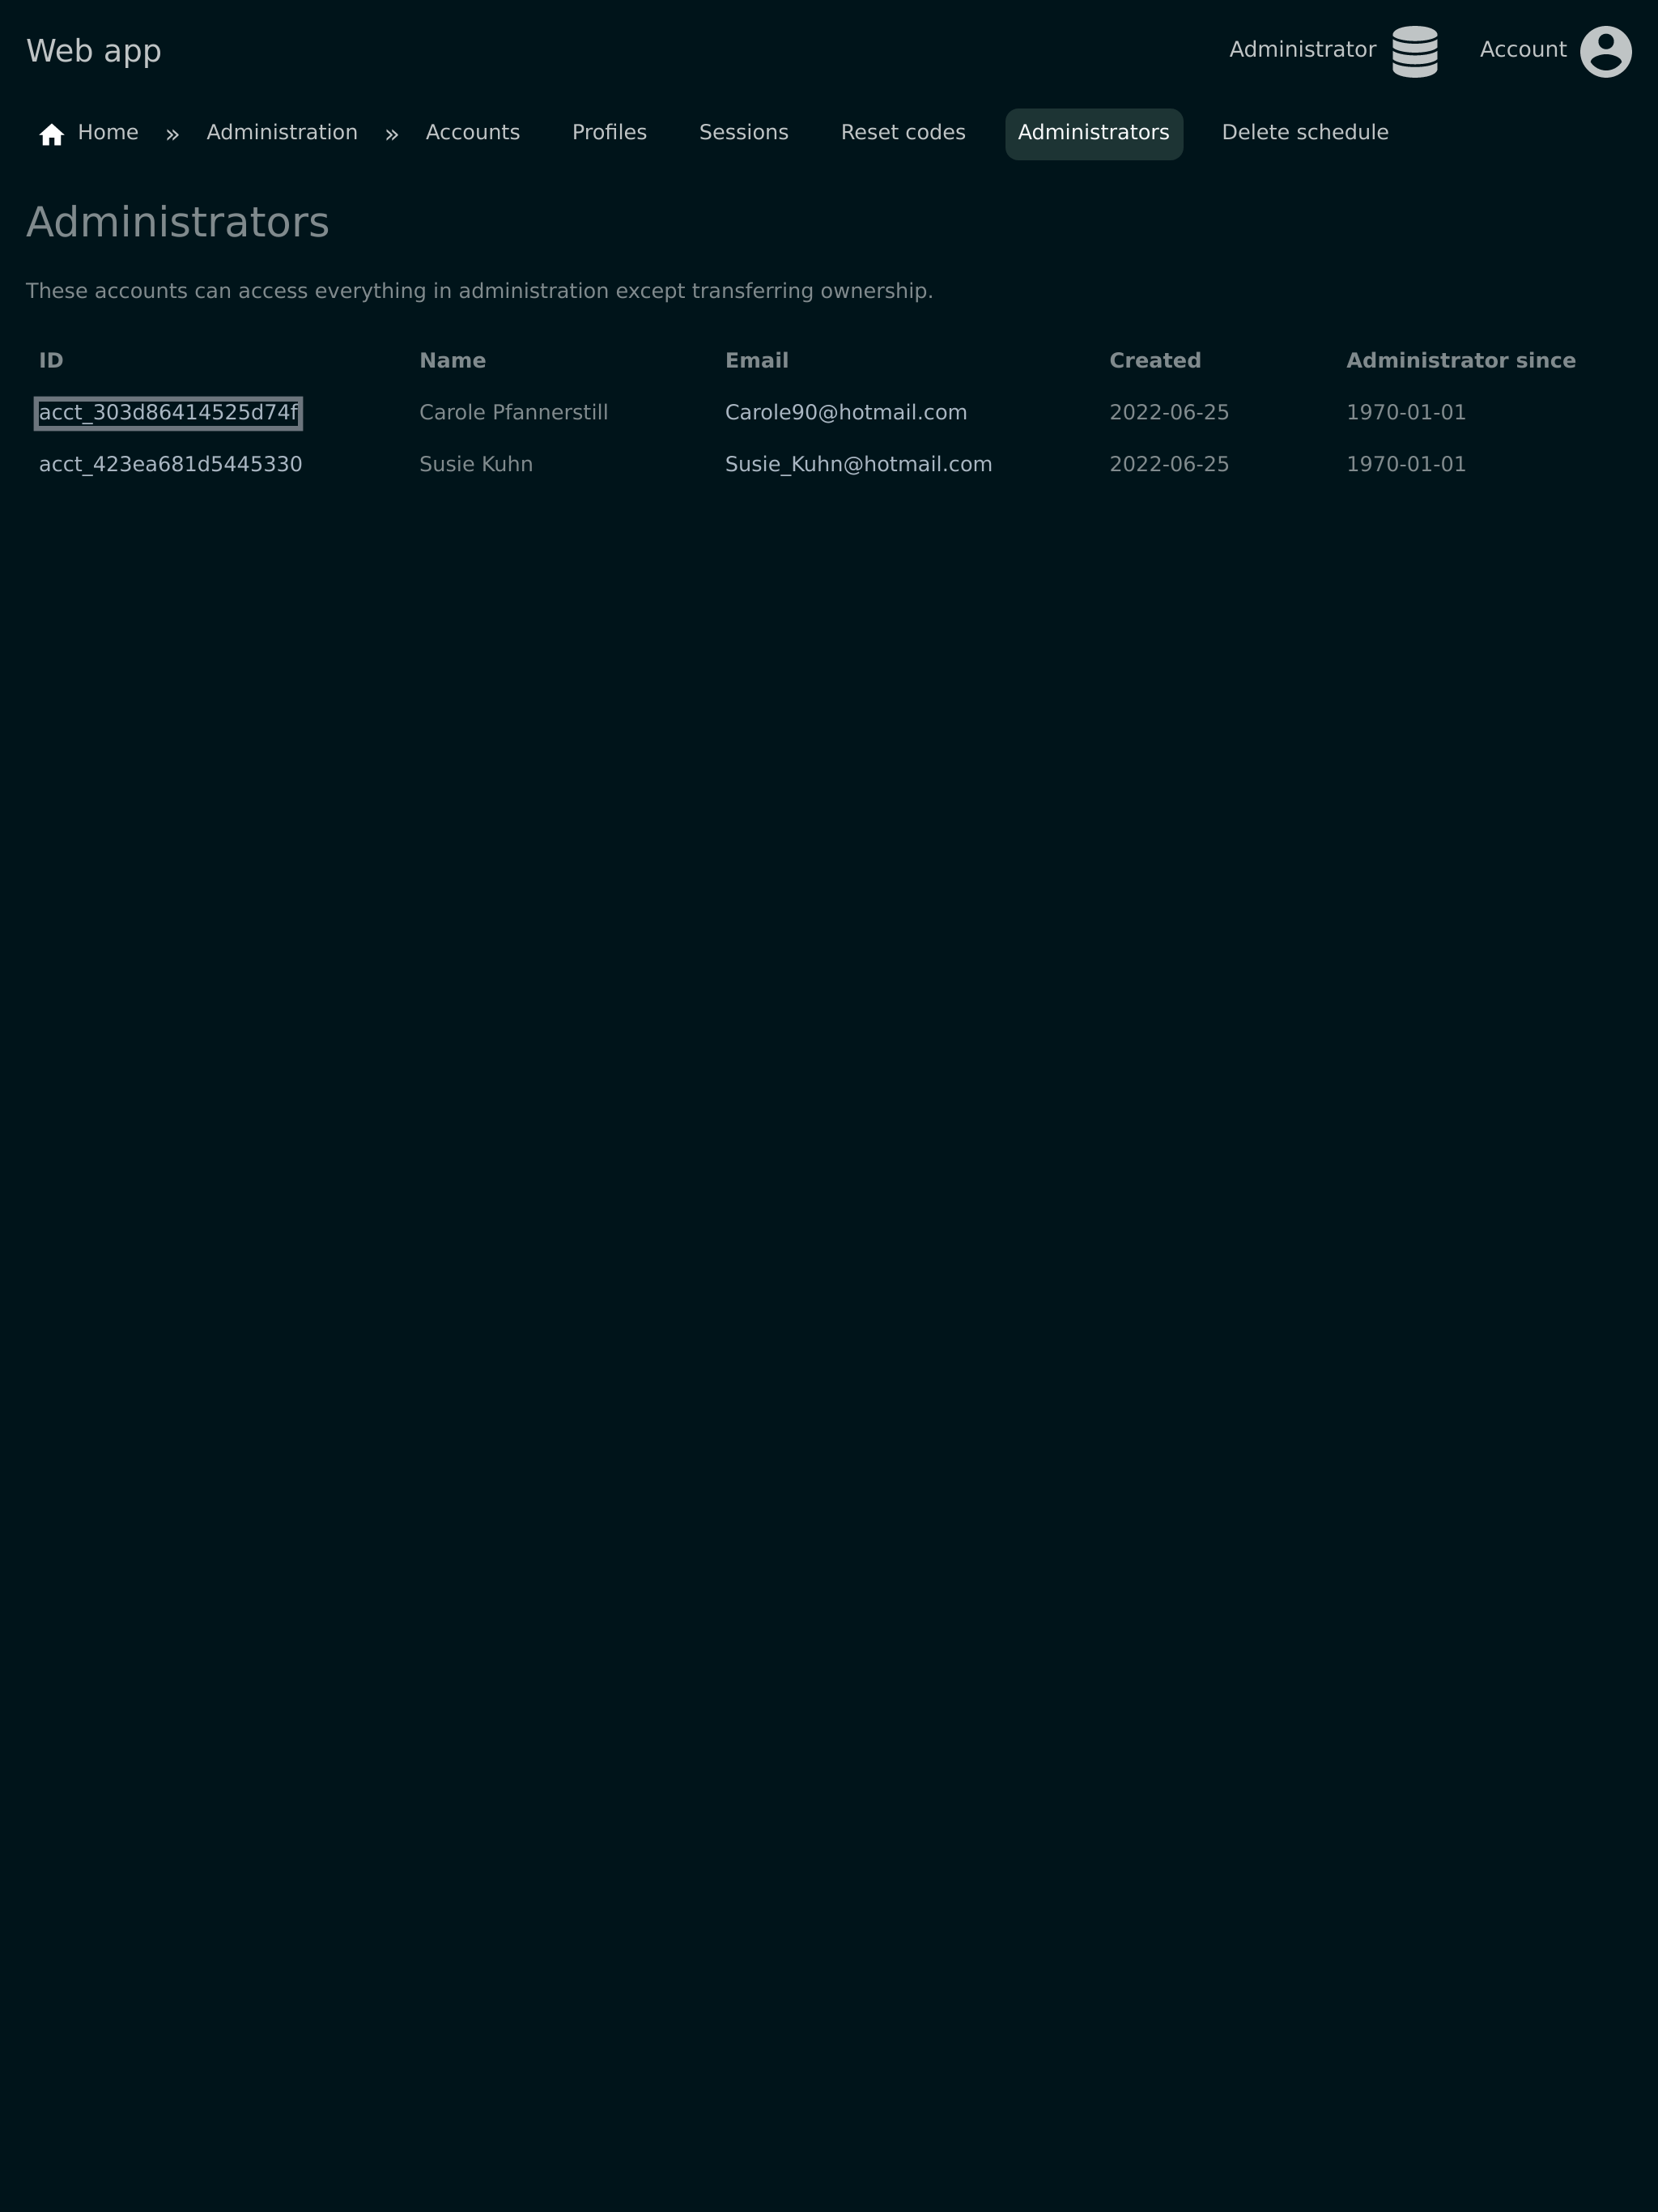 Web app
Administrator Account
Home » Administration » Accounts Profiles Sessions Reset codes Administrators Delete schedule
Administrators
These accounts can access everything in administration except transferring ownership.
ID Name Email Created Administrator since
acct_303d86414525d74f Carole Pfannerstill Carole90@hotmail.com 2022-06-25 1970-01-01
acct_423ea681d5445330 Susie Kuhn Susie_Kuhn@hotmail.com 2022-06-25 1970-01-01